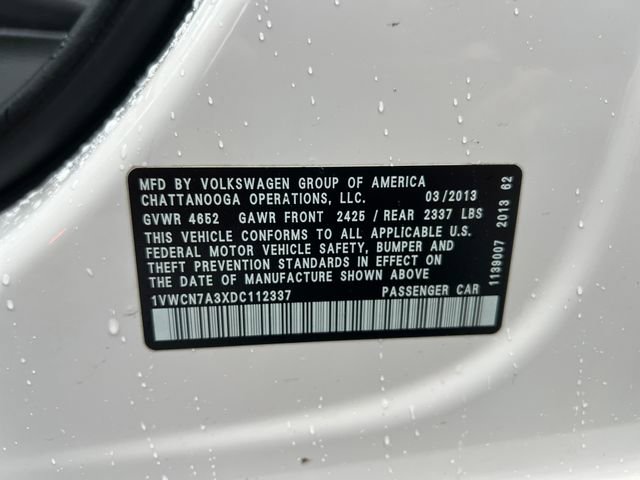 MFD BY VOLKSWAGEN GROUP OF AMERICA
CHATTANOOGA OPERATIONS, LLC. 03/2013
GVWR 4652 GAWR FRONT 2425 / REAR 2337 LBS
THIS VEHICLE CONFORMS TO ALL APPLICABLE U.S.
FEDERAL MOTOR VEHICLE SAFETY, BUMPER AND
THEFT PREVENTION STANDARDS IN EFFECT ON
THE DATE OF MANUFACTURE SHOWN ABOVE
1VWCN7A3XDC112337 PASSENGER CAR
1139007 2013 62